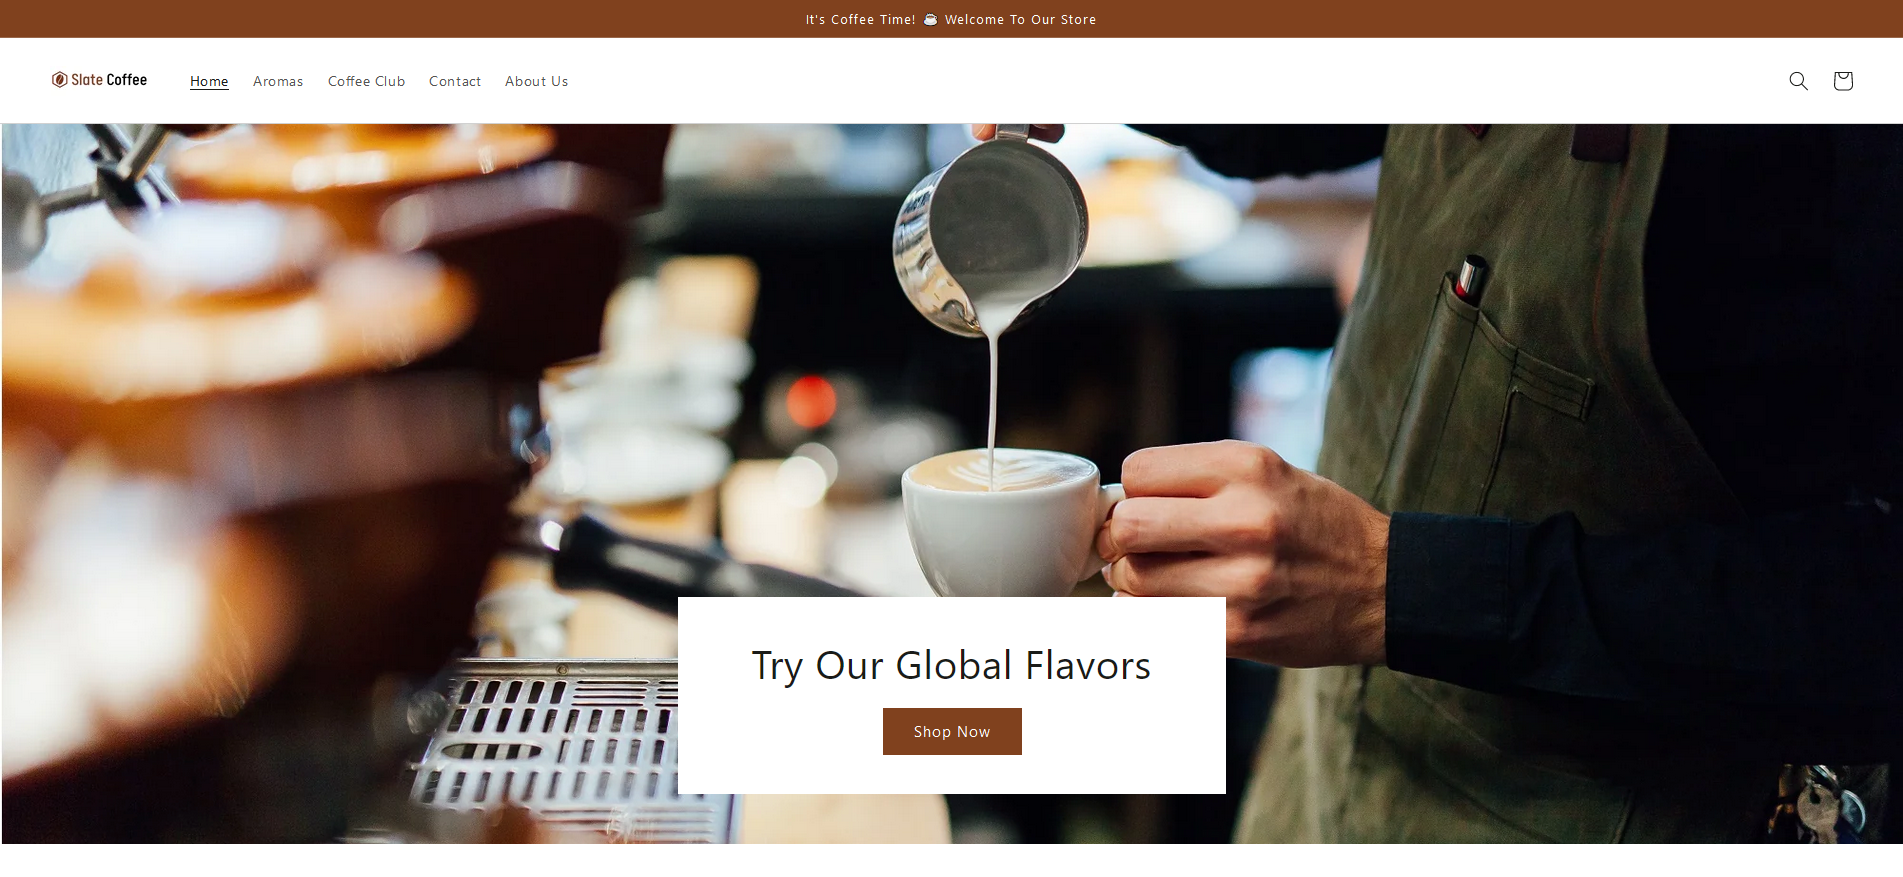 It's Coffee Time! ☕ Welcome To Our Store
Slate Coffee
Home Aromas Coffee Club Contact About Us
Try Our Global Flavors
Shop Now